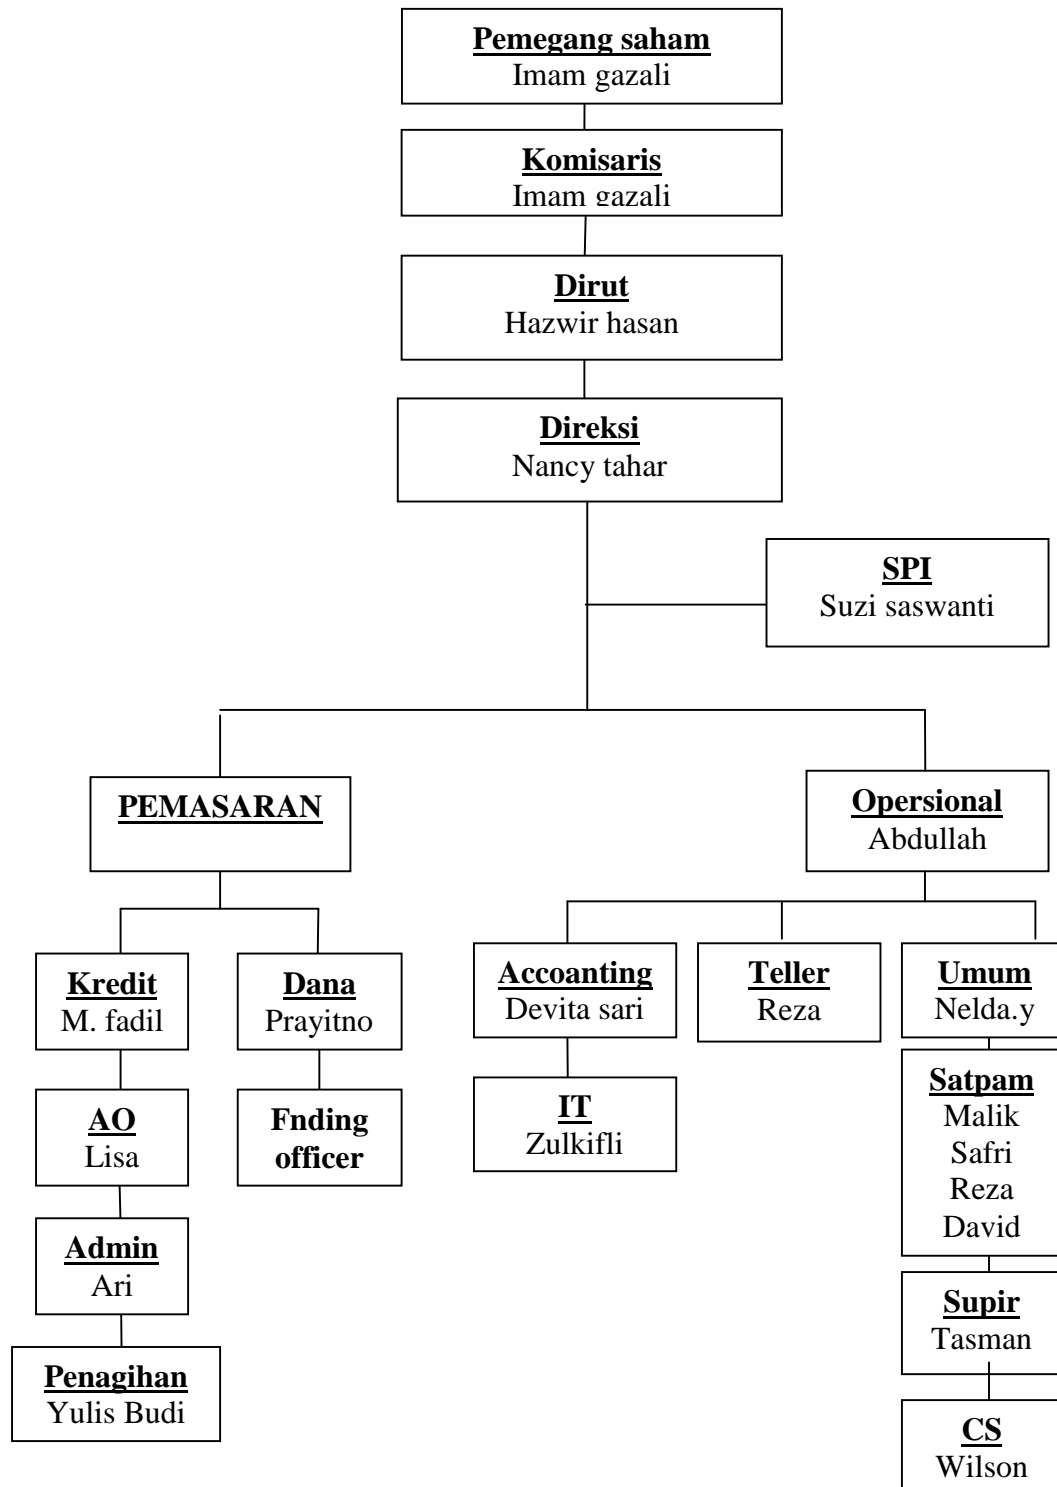 Pemegang saham
Imam gazali
Komisaris
Imam gazali
Dirut
Hazwir hasan
Direksi
Nancy tahar
SPI
Suzi saswanti
PEMASARAN
Opersional
Abdullah
Kredit
M. fadil
Dana
Prayitno
Accoanting
Devita sari
Teller
Reza
Umum
Nelda.y
AO
Lisa
Fnding
officer
IT
Zulkifli
Satpam
Malik
Safri
Reza
David
Admin
Ari
Supir
Tasman
Penagihan
Yulis Budi
CS
Wilson